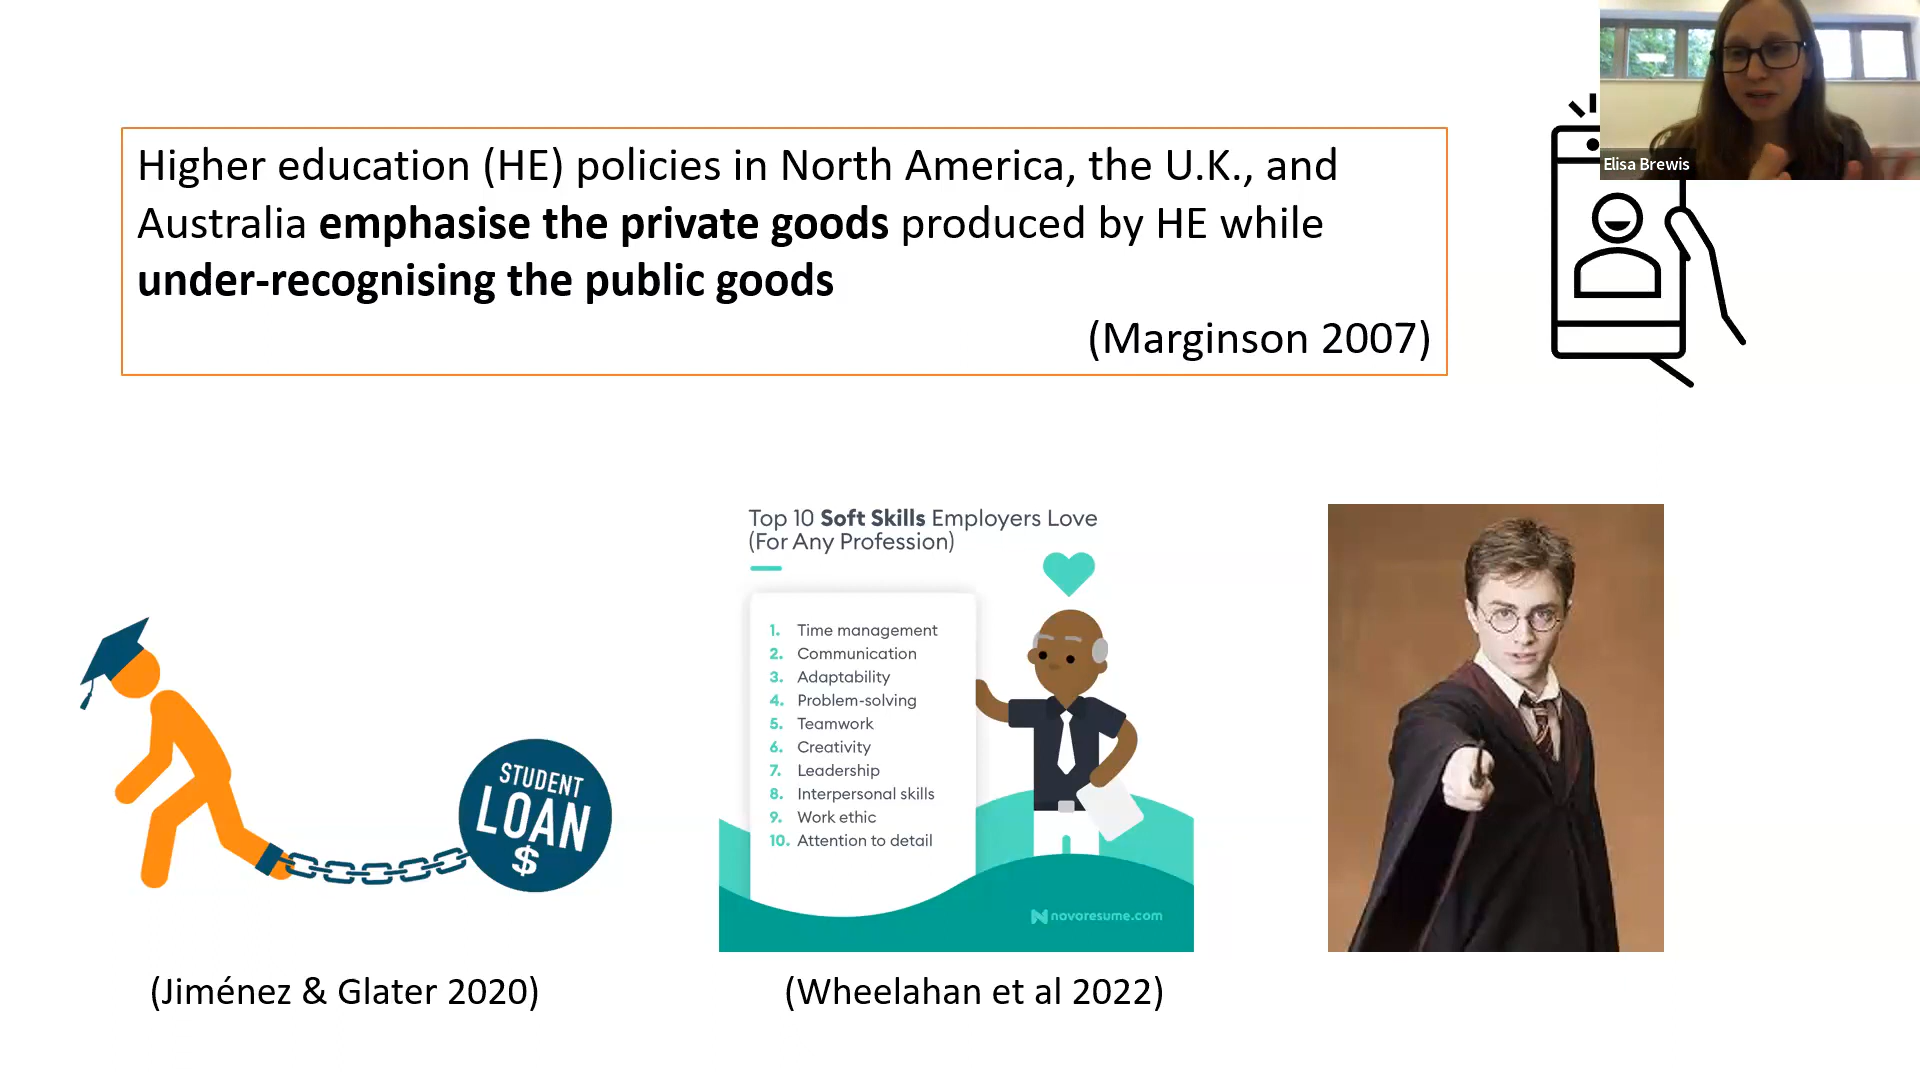 Higher education (HE) policies in North America, the U.K., and
Australia emphasise the private goods produced by HE while
under-recognising the public goods
(Marginson 2007)
Elisa Brewis
STUDENT
LOAN
$
Top 10 Soft Skills Employers Love
(For Any Profession)
1. Time management
2. Communication
3. Adaptability
4. Problem-solving
5. Teamwork
6. Creativity
7. Leadership
8. Interpersonal skills
9. Work ethic
10. Attention to detail
novoresume.com
(Jiménez & Glater 2020)
(Wheelahan et al 2022)